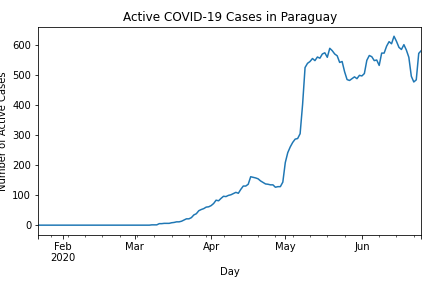 Active COVID-19 Cases in Paraguay
Number of Active Cases
600
500
400
300
200
100
0
Feb
2020
Mar
Apr
May
Jun
Day